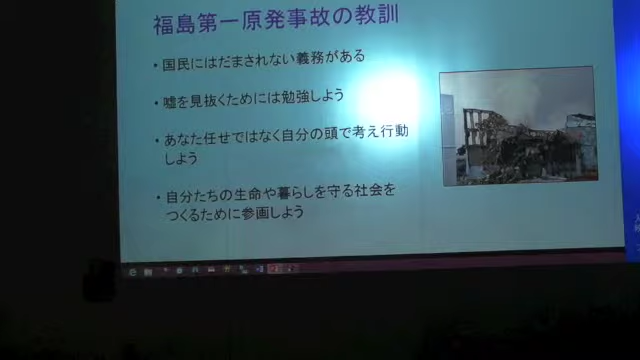 福島第一原発事故の教訓
・国民にはだまされない義務がある
・嘘を見抜くためには勉強しよう
・あなた任せではなく自分の頭で考え行動
しよう
・自分たちの生命や暮らしを守る社会を
つくるために参画しよう